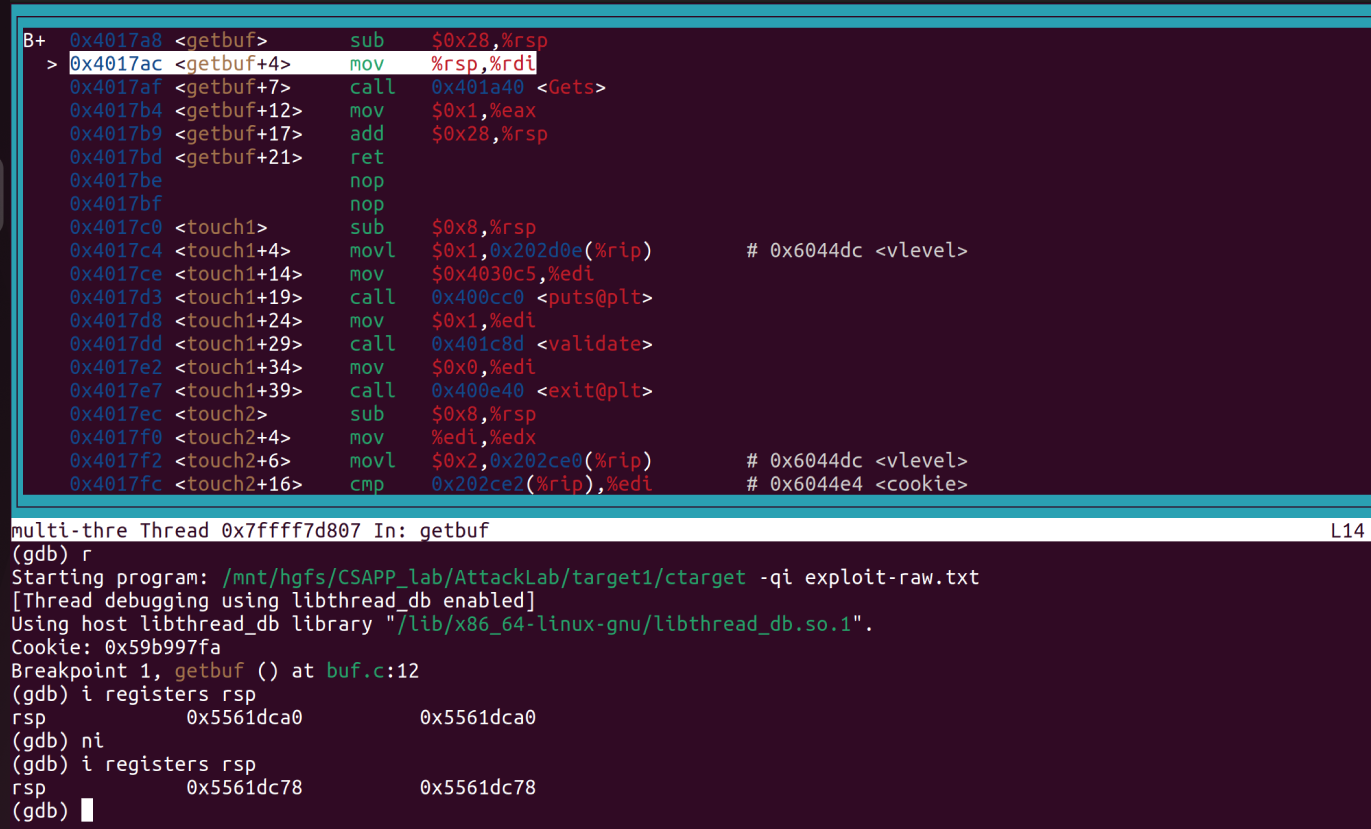 B+ 0x4017a8 <getbuf> sub $0x28,%rsp
> 0x4017ac <getbuf+4> mov %rsp,%rdi
0x4017af <getbuf+7> call 0x401a40 <Gets>
0x4017b4 <getbuf+12> mov $0x1,%eax
0x4017b9 <getbuf+17> add $0x28,%rsp
0x4017bd <getbuf+21> ret
0x4017be nop
0x4017bf nop
0x4017c0 <touch1> sub $0x8,%rsp
0x4017c4 <touch1+4> movl $0x1,0x202d0e(%rip) # 0x6044dc <vlevel>
0x4017ce <touch1+14> mov $0x4030c5,%edi
0x4017d3 <touch1+19> call 0x400cc0 <puts@plt>
0x4017d8 <touch1+24> mov $0x1,%edi
0x4017dd <touch1+29> call 0x401c8d <validate>
0x4017e2 <touch1+34> mov $0x0,%edi
0x4017e7 <touch1+39> call 0x400e40 <exit@plt>
0x4017ec <touch2> sub $0x8,%rsp
0x4017f0 <touch2+4> mov %edi,%edx
0x4017f2 <touch2+6> movl $0x2,0x202ce0(%rip) # 0x6044dc <vlevel>
0x4017fc <touch2+16> cmp 0x202ce2(%rip),%edi # 0x6044e4 <cookie>
multi-thre Thread 0x7ffff7d807 In: getbuf L14
(gdb) r
Starting program: /mnt/hgfs/CSAPP_lab/AttackLab/target1/ctarget -qi exploit-raw.txt
[Thread debugging using libthread_db enabled]
Using host libthread_db library "/lib/x86_64-linux-gnu/libthread_db.so.1".
Cookie: 0x59b997fa
Breakpoint 1, getbuf () at buf.c:12
(gdb) i registers rsp
rsp 0x5561dca0 0x5561dca0
(gdb) ni
(gdb) i registers rsp
rsp 0x5561dc78 0x5561dc78
(gdb)